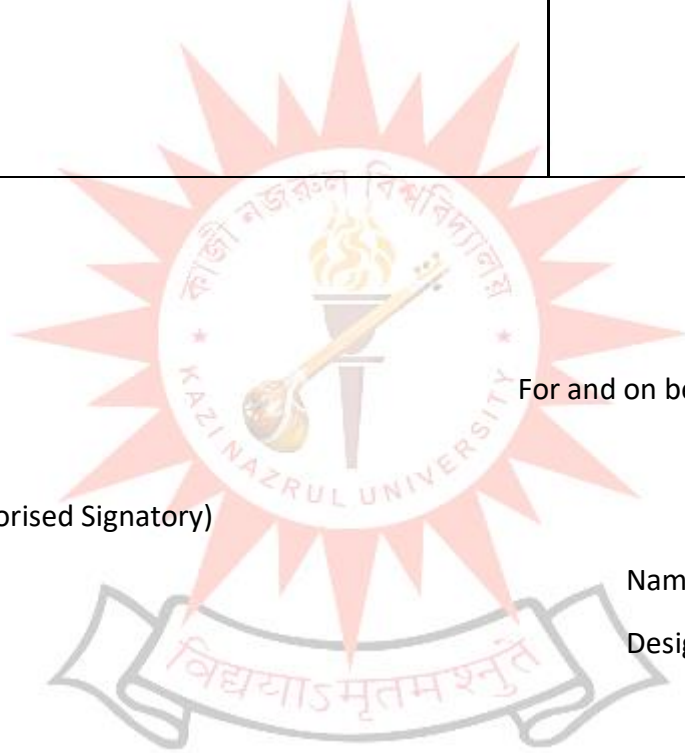 কাজী নজরুল বিশ্ববিদ্যালয়
For and on be
KAZI NAZRUL UNIVERSITY
orised Signatory)
Nam
Desig
विद्ययाऽमृतमश्नुते